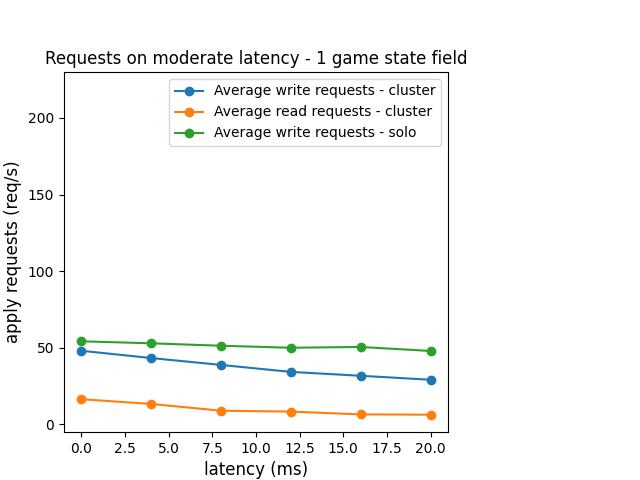 Requests on moderate latency - 1 game state field
Average write requests - cluster
Average read requests - cluster
Average write requests - solo
apply requests (req/s)
200
150
100
50
0
0.0 2.5 5.0 7.5 10.0 12.5 15.0 17.5 20.0
latency (ms)